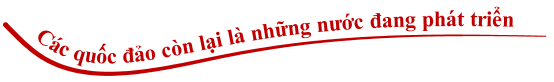 Các quốc đảo còn lại là những nước đang phát triển